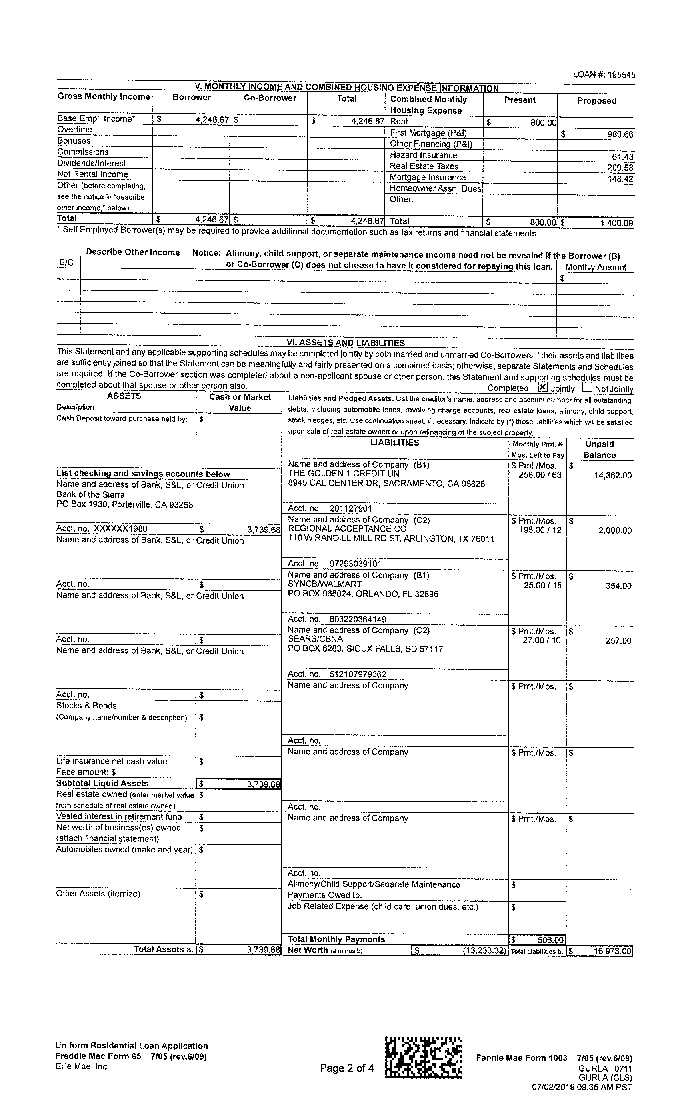 LOAN #: 195545
V. MONTHLY INCOME AND COMBINED HOUSING EXPENSE INFORMATION
Gross Monthly Income Borrower Co-Borrower Total Combined Monthly Housing Expense Present Proposed
Base Empl. Income* $ 4,246.67 $ $ 4,246.67 Rent $ 800.00
Overtime First Mortgage (P&I) $
Bonuses Other Financing (P&I)
Commissions Hazard Insurance 61.43
Dividends/Interest Real Estate Taxes
Net Rental Income Mortgage Insurance 148.42
Other (before completing, Homeowner Assn. Dues
see the notice in "describe Other:
other income," below)
Total $ 4,246.67 $ $ 4,246.67 Total $ 800.00 $ 1,400.09
* Self Employed Borrower(s) may be required to provide additional documentation such as tax returns and financial statements
Describe Other Income Notice: Alimony, child support, or separate maintenance income need not be revealed if the Borrower (B)
B/C or Co-Borrower (C) does not choose to have it considered for repaying this loan. Monthly Amount
$
VI. ASSETS AND LIABILITIES
This Statement and any applicable supporting schedules may be completed jointly by both married and unmarried Co-Borrowers if their assets and liabilities
are sufficiently joined so that the Statement can be meaningfully and fairly presented on a combined basis; otherwise, separate Statements and Schedules
are required. If the Co-Borrower section was completed about a non-applicant spouse or other person, this Statement and supporting schedules must be
completed about that spouse or other person also. Completed Jointly Not Jointly
ASSETS Cash or Market Value
Description
Cash Deposit toward purchase held by: $
Liabilities and Pledged Assets. List the creditor's name, address and account number for all outstanding
debts, including automobile loans, revolving charge accounts, real estate loans, alimony, child support,
stock pledges, etc. Use continuation sheet, if necessary. Indicate by (*) those liabilities which will be satisfied
upon sale of real estate owned or upon refinancing of the subject property.
LIABILITIES Monthly Pmt. & Mos. Left to Pay Unpaid Balance
List checking and savings accounts below
Name and address of Bank, S&L, or Credit Union
Bank of the Sierra
PO Box 1930, Porterville, CA 93258
Acct. no. XXXXXX1980 $ 3,739.68
Name and address of Company (B1) $ Pmt./Mos. $
THE GOLDEN 1 CREDIT UN 256.00 / 63 14,362.00
8945 CAL CENTER DR, SACRAMENTO, CA 95826
Acct. no. 201127901
Name and address of Company (C2) $ Pmt./Mos. $
REGIONAL ACCEPTANCE CO 198.00 / 12 2,000.00
110 W RANDILL MILL RD ST, ARLINGTON, TX 76011
Acct. no.
Name and address of Bank, S&L, or Credit Union
Acct. no. $
Name and address of Company (B1) $ Pmt./Mos. $
SYNCB/WALMART 25.00 / 15 354.00
PO BOX 965024, ORLANDO, FL 32896
Acct. no. 603220364149
Name and address of Bank, S&L, or Credit Union
Acct. no. $
Name and address of Company (C2) $ Pmt./Mos. $
SEARS/CBNA 27.00 / 10 257.00
PO BOX 6283, SIOUX FALLS, SD 57117
Acct. no. 512107979362
Name and address of Bank, S&L, or Credit Union
Acct. no. $
Name and address of Company $ Pmt./Mos. $
Acct. no.
Stocks & Bonds
(Company name/number & description) $
Name and address of Company $ Pmt./Mos. $
Acct. no.
Life insurance net cash value $
Face amount: $
Subtotal Liquid Assets $
Real estate owned (enter market value $
from schedule of real estate owned)
Vested interest in retirement fund $
Net worth of business(es) owned $
(attach financial statement)
Automobiles owned (make and year) $
Name and address of Company $ Pmt./Mos. $
Acct. no.
Other Assets (itemize) $
Alimony/Child Support/Separate Maintenance $
Payments Owed to:
Job Related Expense (child care, union dues, etc.) $
Total Monthly Payments $ 506.00
Total Assets a. $ 3,739.68 Net Worth (a minus b) $ (13,233.32) Total Liabilities b. $ 16,973.00
Uniform Residential Loan Application
Freddie Mac Form 65 7/05 (rev.6/09)
Ellie Mae, Inc.
Page 2 of 4
Fannie Mae Form 1003 7/05 (rev.6/09)
GURLA 0711
GURLA (CLS)
07/02/2019 09:35 AM PST